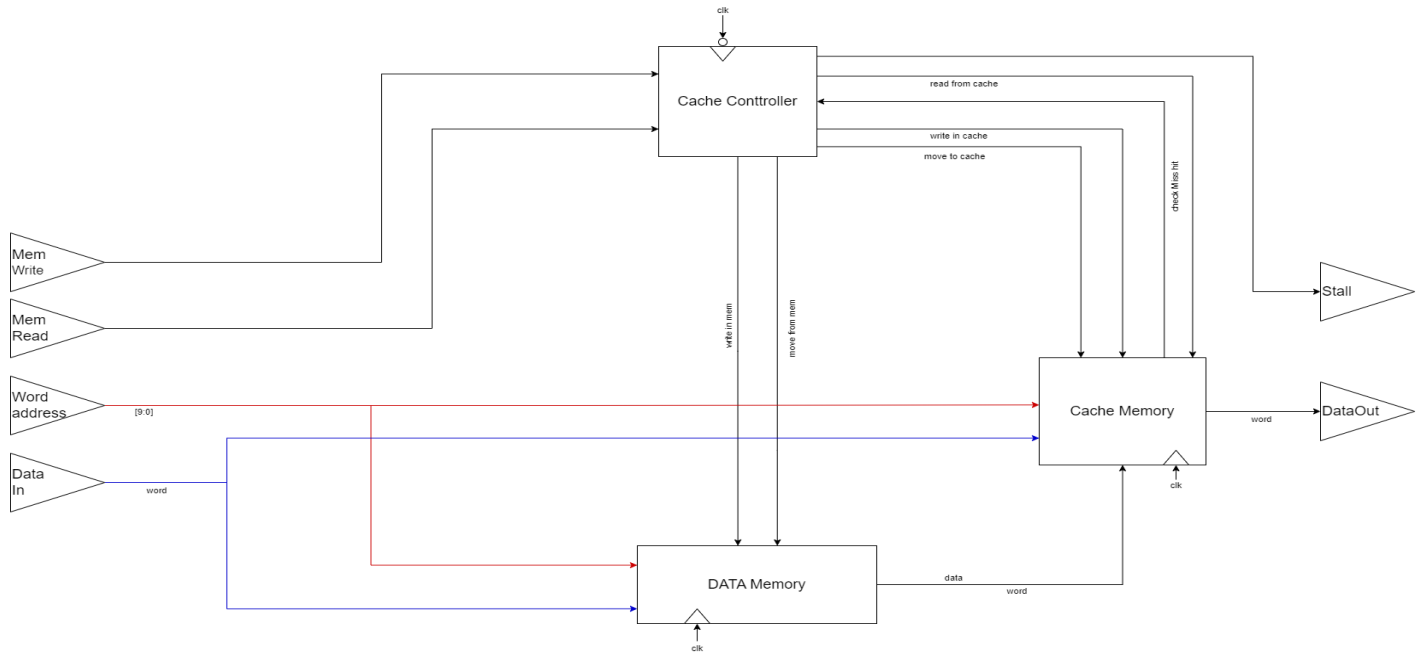 clk
Cache Conttroller
read from cache
write in cache
move to cache
check Miss hit
Mem
Write
Mem
Read
write in mem
move from mem
Stall
Word
address
[9:0]
Cache Memory
DataOut
word
clk
Data
In
word
DATA Memory
data
word
clk